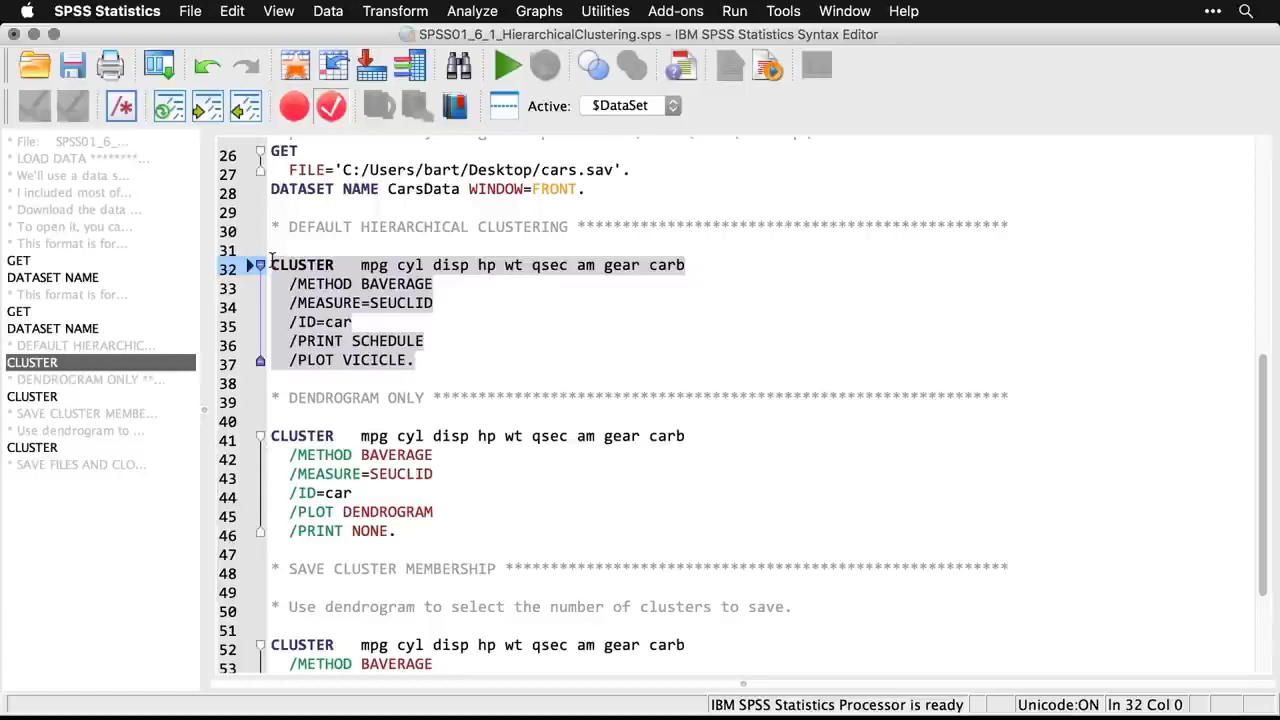 SPSS Statistics File Edit View Data Transform Analyze Graphs Utilities Add-ons Run Tools Window Help
SPSS01_6_1_HierarchicalClustering.sps - IBM SPSS Statistics Syntax Editor
Active: $DataSet
* File: SPSS01_6_...
* LOAD DATA ********...
* We'll use a data s...
* I included most of...
* Download the data ...
* To open it, you ca...
* This format is for...
GET
DATASET NAME
* This format is for...
GET
DATASET NAME
* DEFAULT HIERARCHIC...
CLUSTER
* DENDROGRAM ONLY **...
CLUSTER
* SAVE CLUSTER MEMBE...
* Use dendrogram to ...
CLUSTER
* SAVE FILES AND CLO...
26 GET
27 FILE='C:/Users/bart/Desktop/cars.sav'.
28 DATASET NAME CarsData WINDOW=FRONT.
29
30 * DEFAULT HIERARCHICAL CLUSTERING ************************************************
31
32 CLUSTER mpg cyl disp hp wt qsec am gear carb
33 /METHOD BAVERAGE
34 /MEASURE=SEUCLID
35 /ID=car
36 /PRINT SCHEDULE
37 /PLOT VICICLE.
38
39 * DENDROGRAM ONLY ****************************************************************
40
41 CLUSTER mpg cyl disp hp wt qsec am gear carb
42 /METHOD BAVERAGE
43 /MEASURE=SEUCLID
44 /ID=car
45 /PLOT DENDROGRAM
46 /PRINT NONE.
47
48 * SAVE CLUSTER MEMBERSHIP ********************************************************
49
50 * Use dendrogram to select the number of clusters to save.
51
52 CLUSTER mpg cyl disp hp wt qsec am gear carb
53 /METHOD BAVERAGE
IBM SPSS Statistics Processor is ready Unicode:ON In 32 Col 0